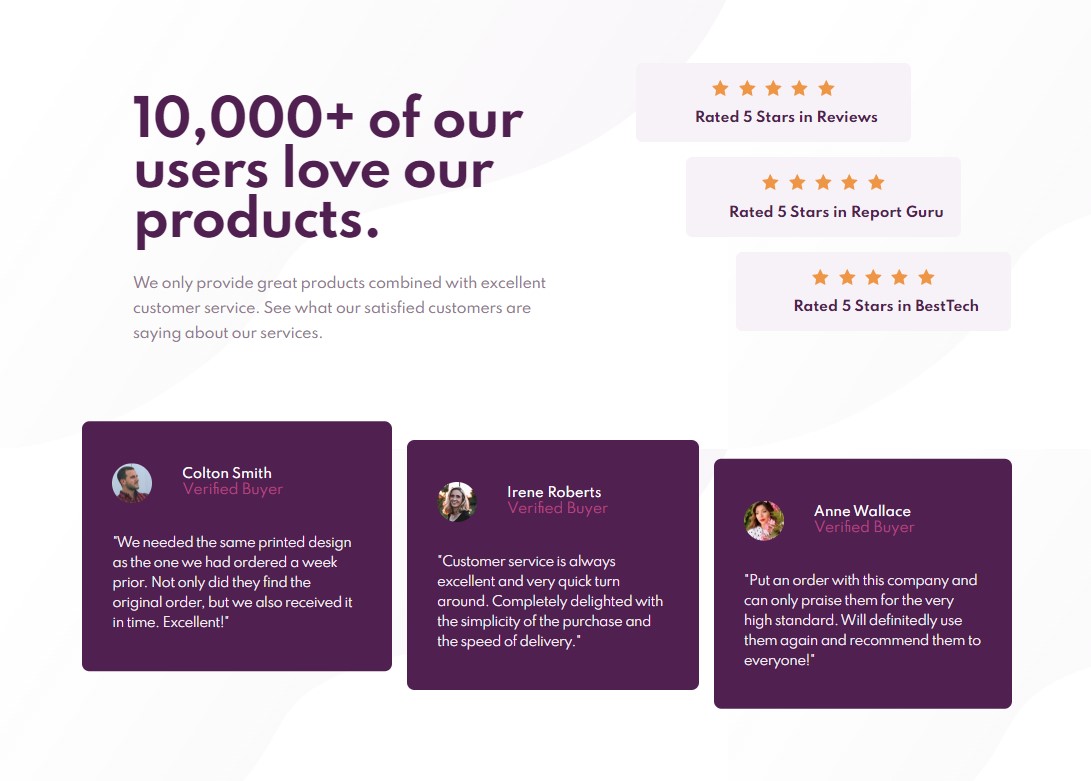 10,000+ of our
users love our
products.
We only provide great products combined with excellent
customer service. See what our satisfied customers are
saying about our services.
Rated 5 Stars in Reviews
Rated 5 Stars in Report Guru
Rated 5 Stars in BestTech
Colton Smith
Verified Buyer
"We needed the same printed design
as the one we had ordered a week
prior. Not only did they find the
original order, but we also received it
in time. Excellent!"
Irene Roberts
Verified Buyer
"Customer service is always
excellent and very quick turn
around. Completely delighted with
the simplicity of the purchase and
the speed of delivery."
Anne Wallace
Verified Buyer
"Put an order with this company and
can only praise them for the very
high standard. Will definitedly use
them again and recommend them to
everyone!"